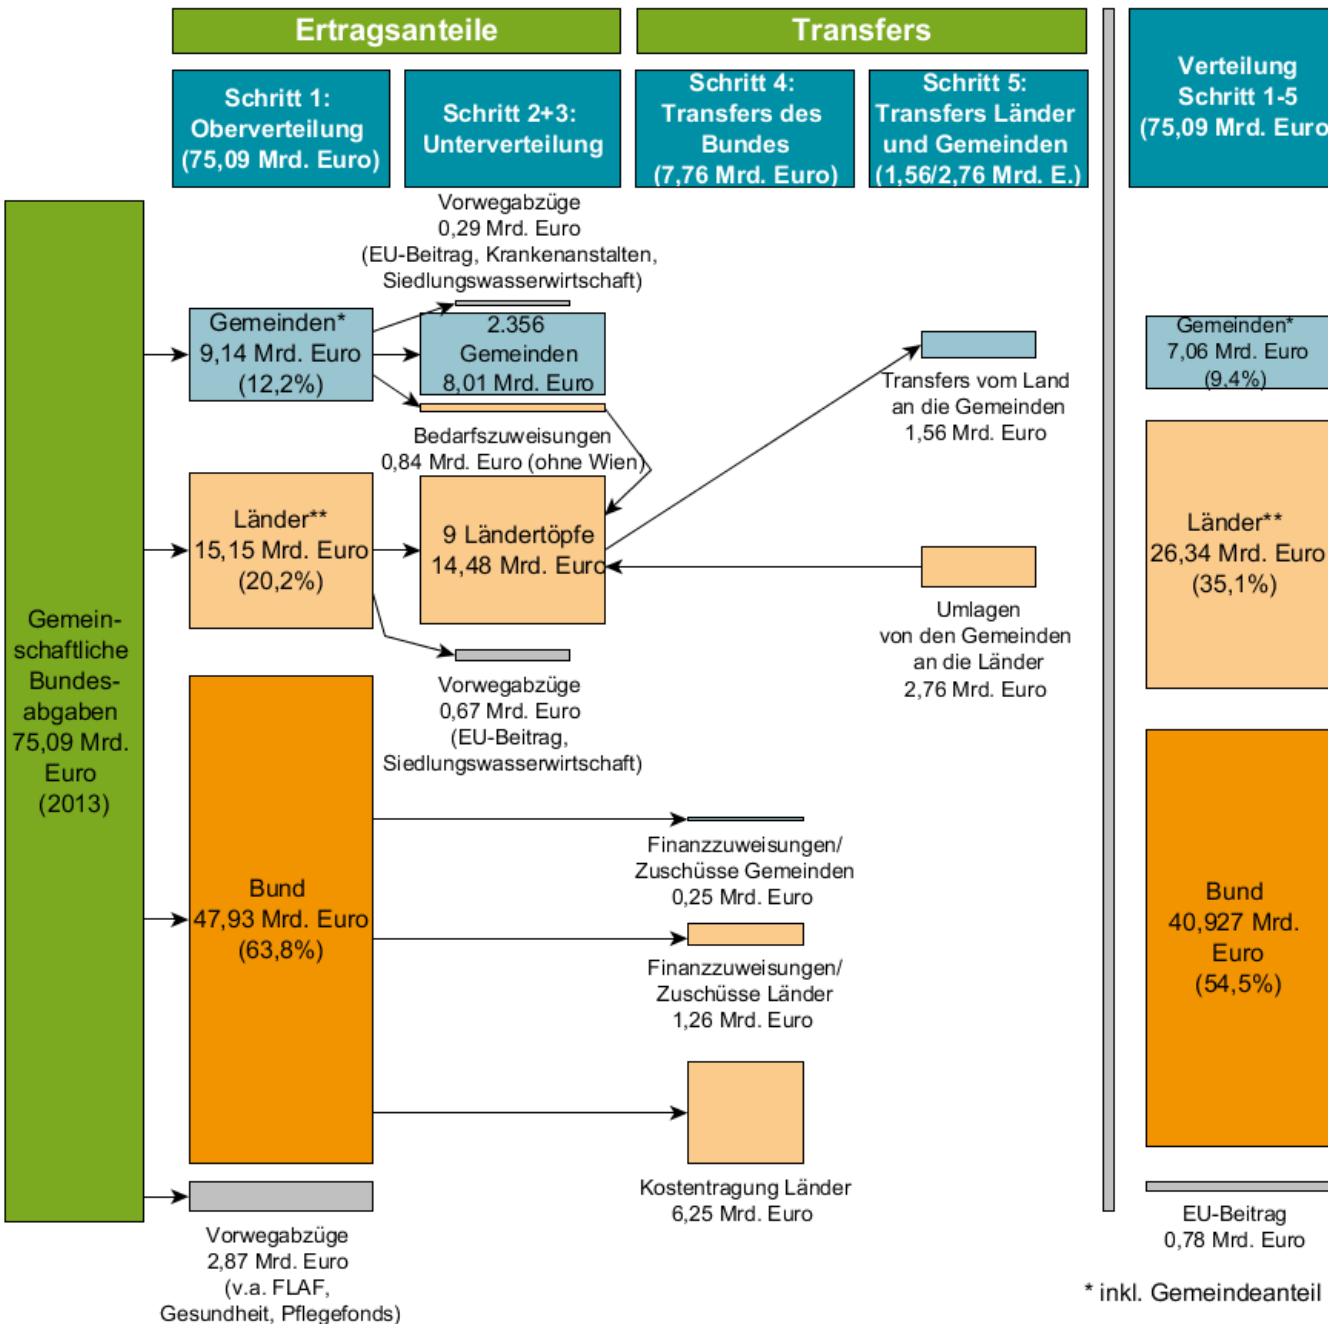 Ertragsanteile
Transfers
Schritt 1:
Oberverteilung
(75,09 Mrd. Euro)
Schritt 2+3:
Unterverteilung
Schritt 4:
Transfers des
Bundes
(7,76 Mrd. Euro)
Schritt 5:
Transfers Länder
und Gemeinden
(1,56/2,76 Mrd. E.)
Verteilung
Schritt 1-5
(75,09 Mrd. Euro
Gemein-
schaftliche
Bundes-
abgaben
75,09 Mrd.
Euro
(2013)
Gemeinden*
9,14 Mrd. Euro
(12,2%)
Länder**
15,15 Mrd. Euro
(20,2%)
Bund
47,93 Mrd. Euro
(63,8%)
Vorwegabzüge
2,87 Mrd. Euro
(v.a. FLAF,
Gesundheit, Pflegefonds)
Vorwegabzüge
0,29 Mrd. Euro
(EU-Beitrag, Krankenanstalten,
Siedlungswasserwirtschaft)
2.356
Gemeinden
8,01 Mrd. Euro
Bedarfszuweisungen
0,84 Mrd. Euro (ohne Wien)
9 Ländertöpfe
14,48 Mrd. Euro
Vorwegabzüge
0,67 Mrd. Euro
(EU-Beitrag,
Siedlungswasserwirtschaft)
Finanzzuweisungen/
Zuschüsse Gemeinden
0,25 Mrd. Euro
Finanzzuweisungen/
Zuschüsse Länder
1,26 Mrd. Euro
Kostentragung Länder
6,25 Mrd. Euro
Transfers vom Land
an die Gemeinden
1,56 Mrd. Euro
Umlagen
von den Gemeinden
an die Länder
2,76 Mrd. Euro
Gemeinden*
7,06 Mrd. Euro
(9,4%)
Länder**
26,34 Mrd. Euro
(35,1%)
Bund
40,927 Mrd.
Euro
(54,5%)
EU-Beitrag
0,78 Mrd. Euro
* inkl. Gemeindeanteil